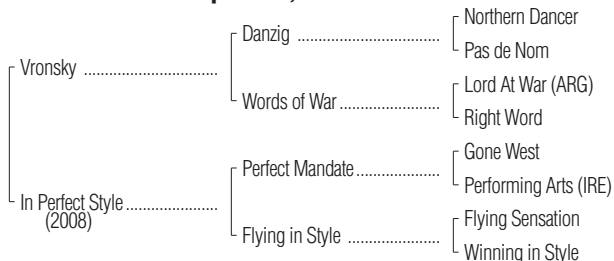 Northern Dancer
Danzig ..................................
Pas de Nom
Vronsky ................................
Lord At War (ARG)
Words of War ........................
Right Word
Gone West
Perfect Mandate ....................
Performing Arts (IRE)
In Perfect Style ......................
(2008)
Flying Sensation
Flying in Style ......................
Winning in Style